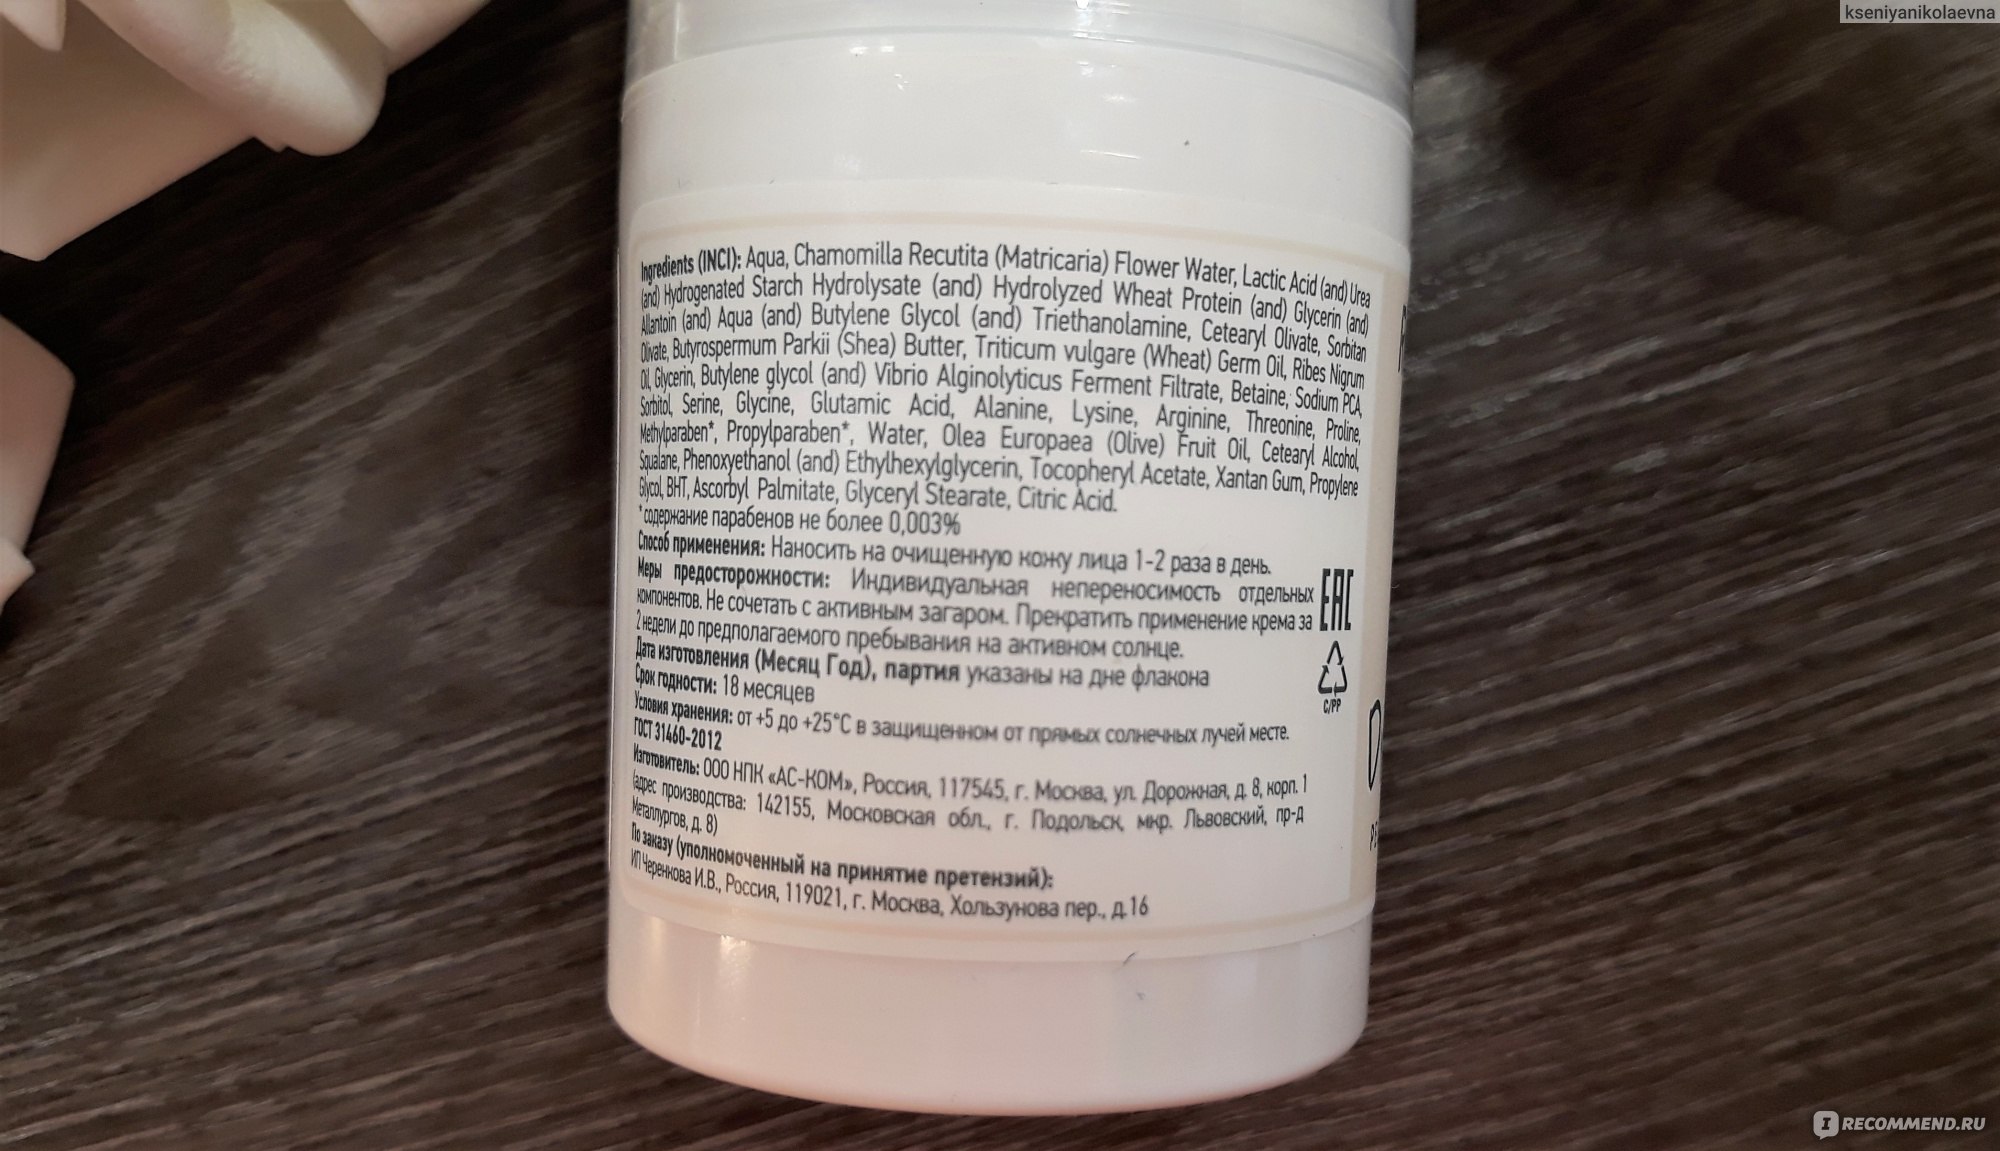 kseniyanikolaevna
Ingredients (INCI): Aqua, Chamomilla Recutita (Matricaria) Flower Water, Lactic Acid (and) Urea
(and) Hydrogenated Starch Hydrolysate (and) Hydrolyzed Wheat Protein (and) Glycerin (and)
Allantoin (and) Aqua (and) Butylene Glycol (and) Triethanolamine, Cetearyl Olivate, Sorbitan
Olivate, Butyrospermum Parkii (Shea) Butter, Triticum vulgare (Wheat) Germ Oil, Ribes Nigrum
Oil, Glycerin, Butylene glycol (and) Vibrio Alginolyticus Ferment Filtrate, Betaine, Sodium PCA,
Sorbitol, Serine, Glycine, Glutamic Acid, Alanine, Lysine, Arginine, Threonine, Proline,
Methylparaben*, Propylparaben*, Water, Olea Europaea (Olive) Fruit Oil, Cetearyl Alcohol,
Squalane, Phenoxyethanol (and) Ethylhexylglycerin, Tocopheryl Acetate, Xantan Gum, Propylene
Glycol, BHT, Ascorbyl Palmitate, Glyceryl Stearate, Citric Acid.
*содержание парабенов не более 0,003%
Способ применения: Наносить на очищенную кожу лица 1-2 раза в день.
Меры предосторожности: Индивидуальная непереносимость отдельных
компонентов. Не сочетать с активным загаром. Прекратить применение крема за
2 недели до предполагаемого пребывания на активном солнце.
EAC
Дата изготовления (Месяц Год), партия указаны на дне флакона
Срок годности: 18 месяцев
C/PP
Условия хранения: от +5 до +25°C в защищенном от прямых солнечных лучей месте.
ГОСТ 31460-2012
Изготовитель: ООО НПК «АС-КОМ», Россия, 117545, г. Москва, ул. Дорожная, д. 8, корп. 1
(адрес производства: 142155, Московская обл., г. Подольск, мкр. Львовский, пр-д
Металлургов, д. 8)
По заказу (уполномоченный на принятие претензий):
ИП Черенкова И.В., Россия, 119021, г. Москва, Хользунова пер., д.16
IRECOMMEND.RU